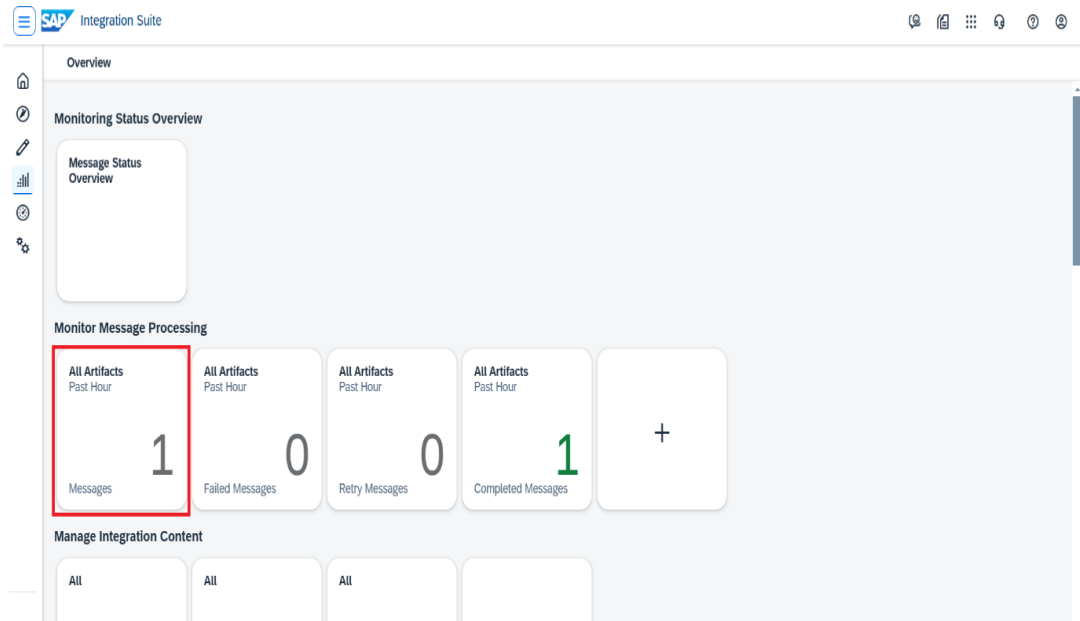 SAP Integration Suite
Overview
Monitoring Status Overview
Message Status
Overview
Monitor Message Processing
All Artifacts
Past Hour
1
Messages
All Artifacts
Past Hour
0
Failed Messages
All Artifacts
Past Hour
0
Retry Messages
All Artifacts
Past Hour
1
Completed Messages
+
Manage Integration Content
All
All
All